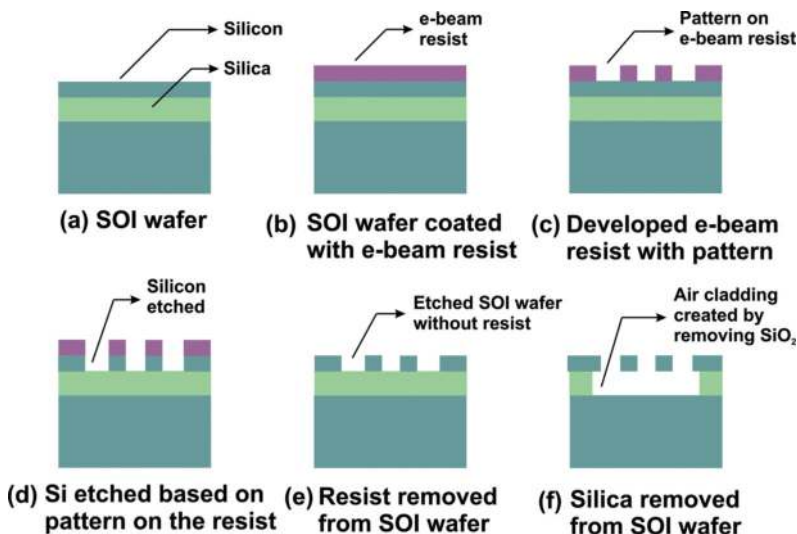 Silicon
Silica
(a) SOI wafer
e-beam
resist
(b) SOI wafer coated
with e-beam resist
Pattern on
e-beam resist
(c) Developed e-beam
resist with pattern
Silicon
etched
(d) Si etched based on
pattern on the resist
Etched SOI wafer
without resist
(e) Resist removed
from SOI wafer
Air cladding
created by
removing SiO₂
(f) Silica removed
from SOI wafer